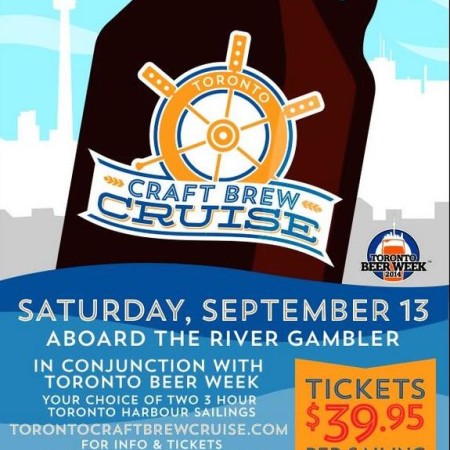 TORONTO
CRAFT BREW
CRUISE
TORONTO
BEER WEEK
2014
SATURDAY, SEPTEMBER 13
ABOARD THE RIVER GAMBLER
IN CONJUNCTION WITH
TORONTO BEER WEEK
YOUR CHOICE OF TWO 3 HOUR
TORONTO HARBOUR SAILINGS
TORONTOCRAFTBREWCRUISE.COM
FOR INFO & TICKETS
TICKETS
$39.95
PER SAILING